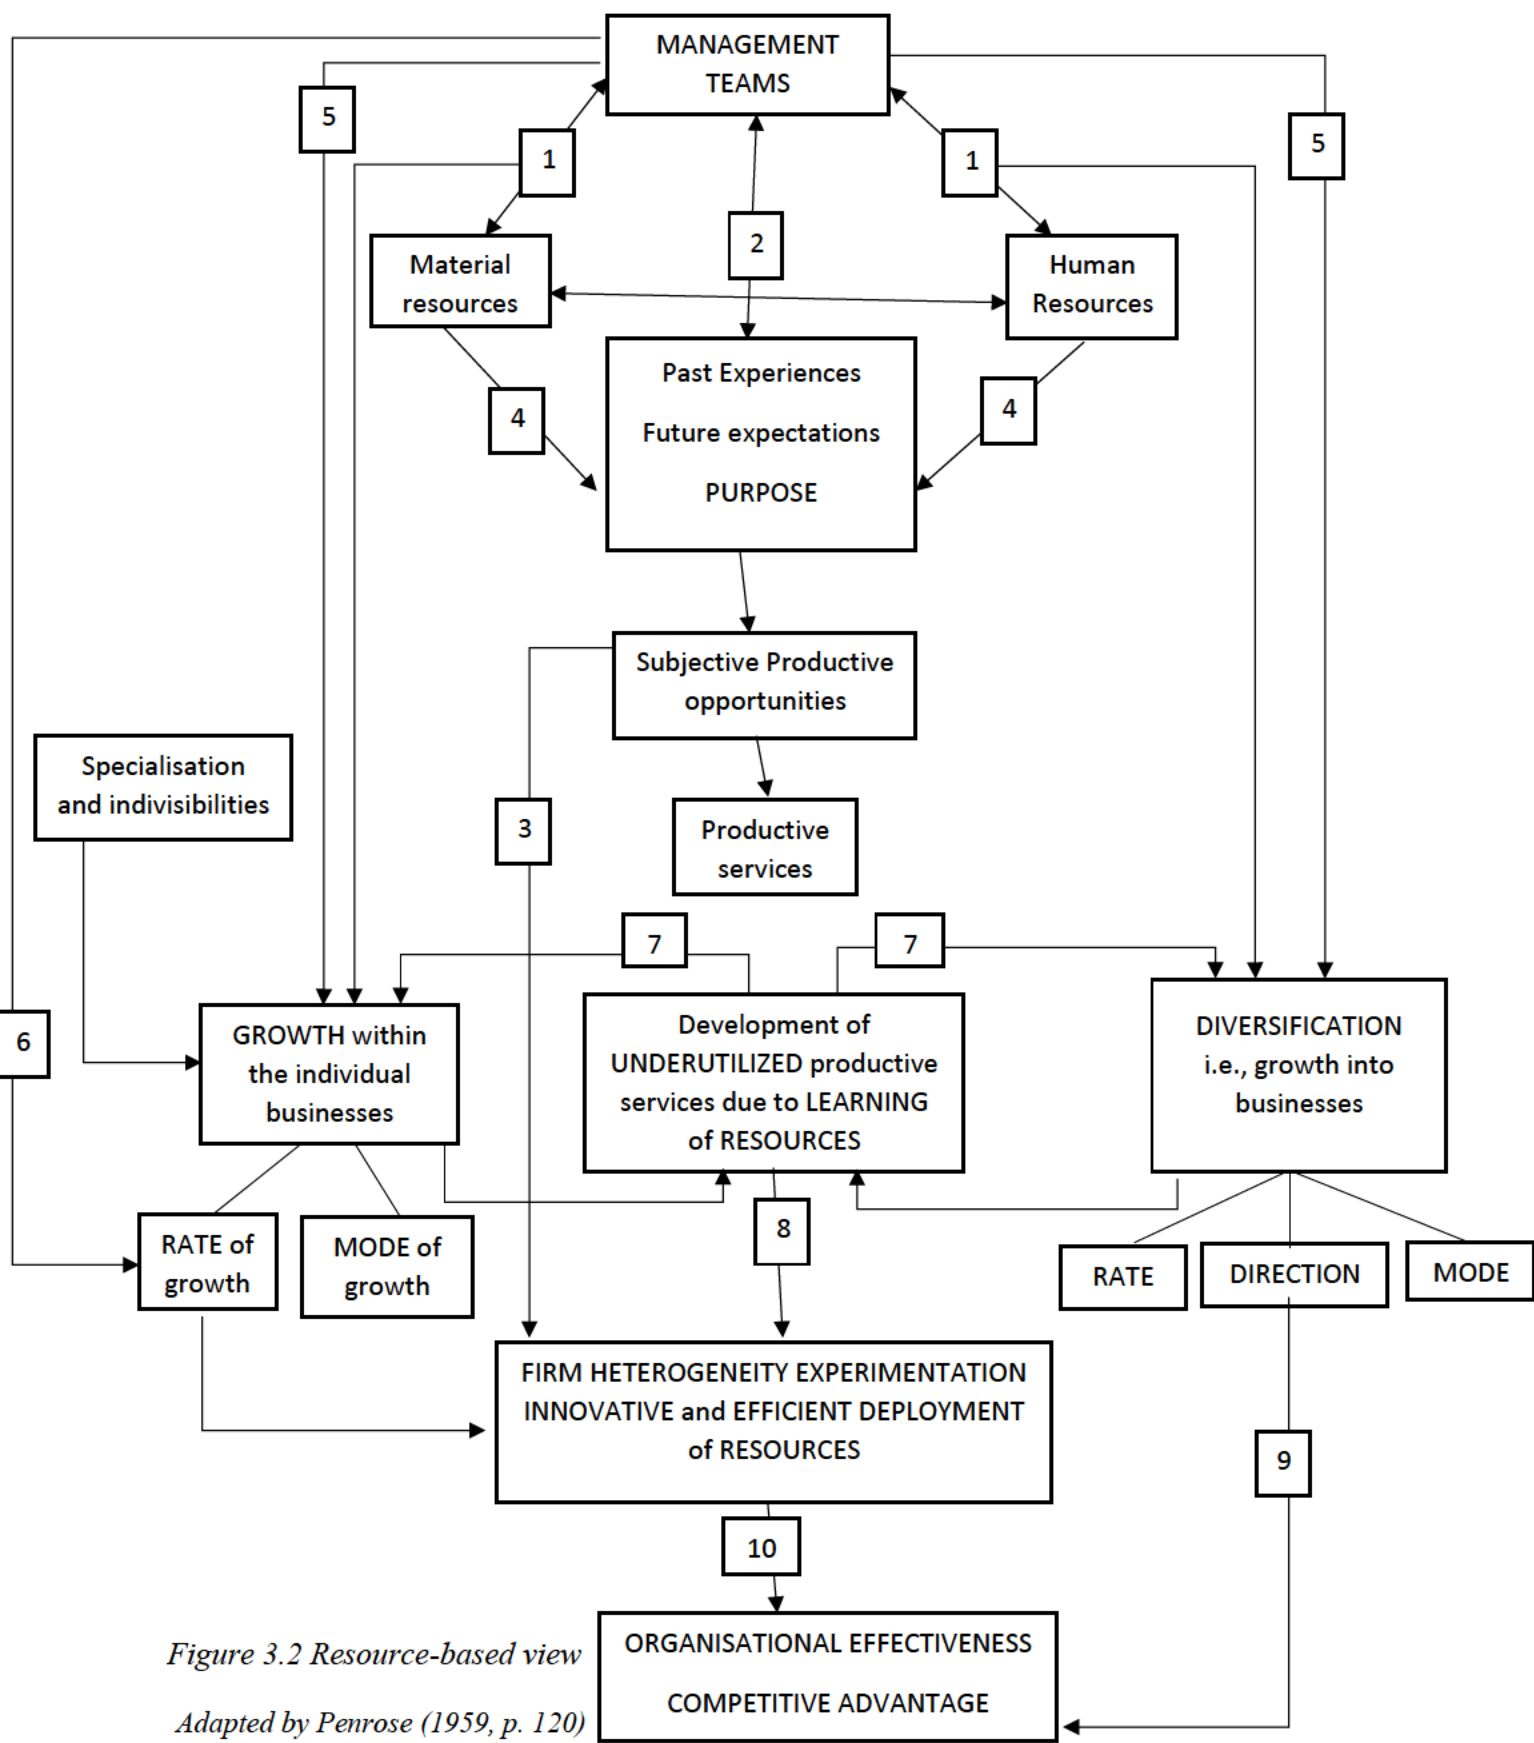 MANAGEMENT
TEAMS
5
1
1
5
2
Material
resources
Human
Resources
Past Experiences
Future expectations
PURPOSE
4
4
Subjective Productive
opportunities
Specialisation
and indivisibilities
3
Productive
services
7
7
6
GROWTH within
the individual
businesses
Development of
UNDERUTILIZED productive
services due to LEARNING
of RESOURCES
DIVERSIFICATION
i.e., growth into
businesses
RATE of
growth
MODE of
growth
8
RATE
DIRECTION
MODE
FIRM HETEROGENEITY EXPERIMENTATION
INNOVATIVE and EFFICIENT DEPLOYMENT
of RESOURCES
9
10
ORGANISATIONAL EFFECTIVENESS
COMPETITIVE ADVANTAGE
Figure 3.2 Resource-based view
Adapted by Penrose (1959, p. 120)